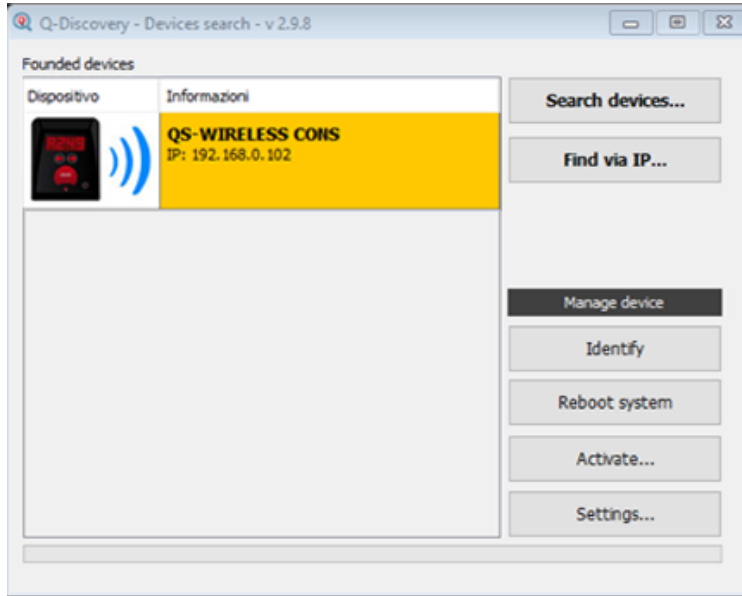 Q-Discovery - Devices search - v 2.9.8
Founded devices
Dispositivo Informazioni
QS-WIRELESS CONS
IP: 192.168.0.102
Search devices...
Find via IP...
Manage device
Identify
Reboot system
Activate...
Settings...